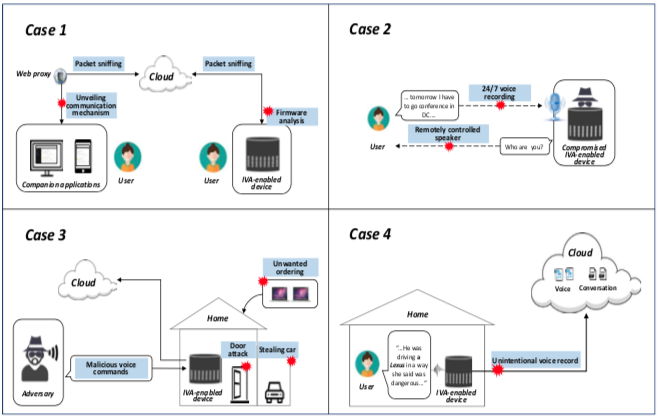 Case 1
Packet sniffing
Packet sniffing
Web proxy
Cloud
Unveiling
communication
mechanism
Firmware
analysis
Companion applications
User
User
IVA-enabled
device
Case 2
... tomorrow I have
to go conference in
DC...
24/7 voice
recording
Remotely controlled
speaker
User
Who are you?
Compromised
IVA-enabled
device
Case 3
Cloud
Unwanted
ordering
Home
Door
attack
Stealing car
Malicious voice
commands
Adversary
IVA-enabled
device
Case 4
Cloud
Voice
Conversation
Home
"...He was
driving a
Lexus in a way
she said was
dangerous..."
Unintentional voice record
User
IVA-enabled
device